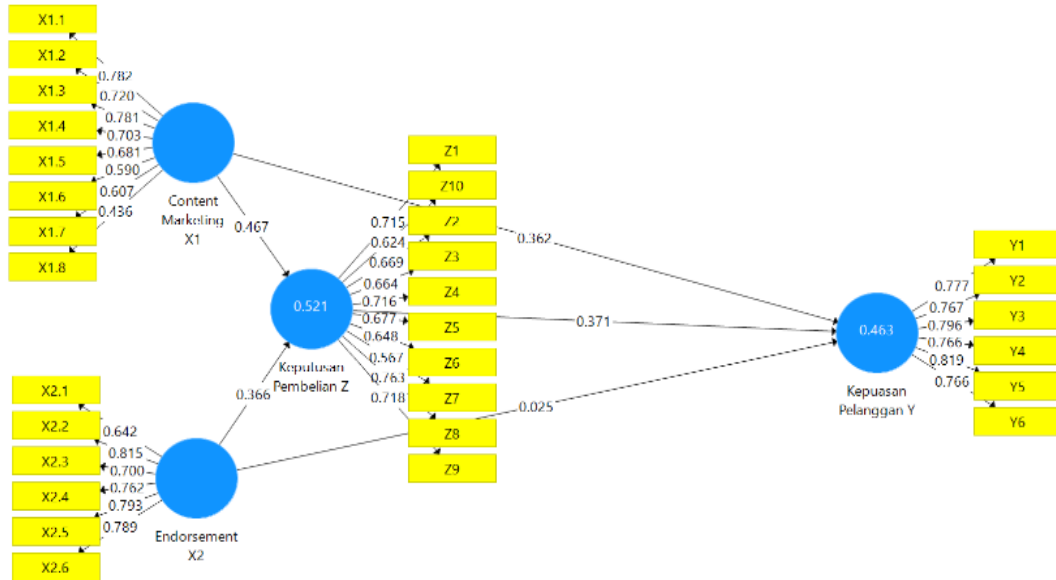 X1.1
X1.2
X1.3
X1.4
X1.5
X1.6
X1.7
X1.8
0.782
0.720
0.781
0.703
0.681
0.590
0.607
0.436
Content
Marketing
X1
0.467
0.362
Z1
Z10
Z2
Z3
Z4
Z5
Z6
Z7
Z8
Z9
0.715
0.624
0.669
0.664
0.716
0.677
0.648
0.567
0.763
0.718
0.521
Keputusan
Pembelian Z
0.371
0.366
0.025
X2.1
X2.2
X2.3
X2.4
X2.5
X2.6
0.642
0.815
0.700
0.762
0.793
0.789
Endorsement
X2
0.463
Kepuasan
Pelanggan Y
0.777
0.767
0.796
0.766
0.819
0.766
Y1
Y2
Y3
Y4
Y5
Y6